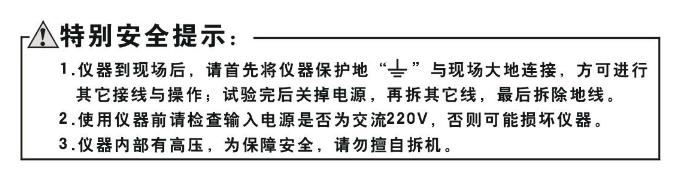 特别安全提示：
1.仪器到现场后，请首先将仪器保护地“⏚”与现场大地连接，方可进行
其它接线与操作；试验完后关掉电源，再拆其它线，最后拆除地线。
2.使用仪器前请检查输入电源是否为交流220V，否则可能损坏仪器。
3.仪器内部有高压，为保障安全，请勿擅自拆机。